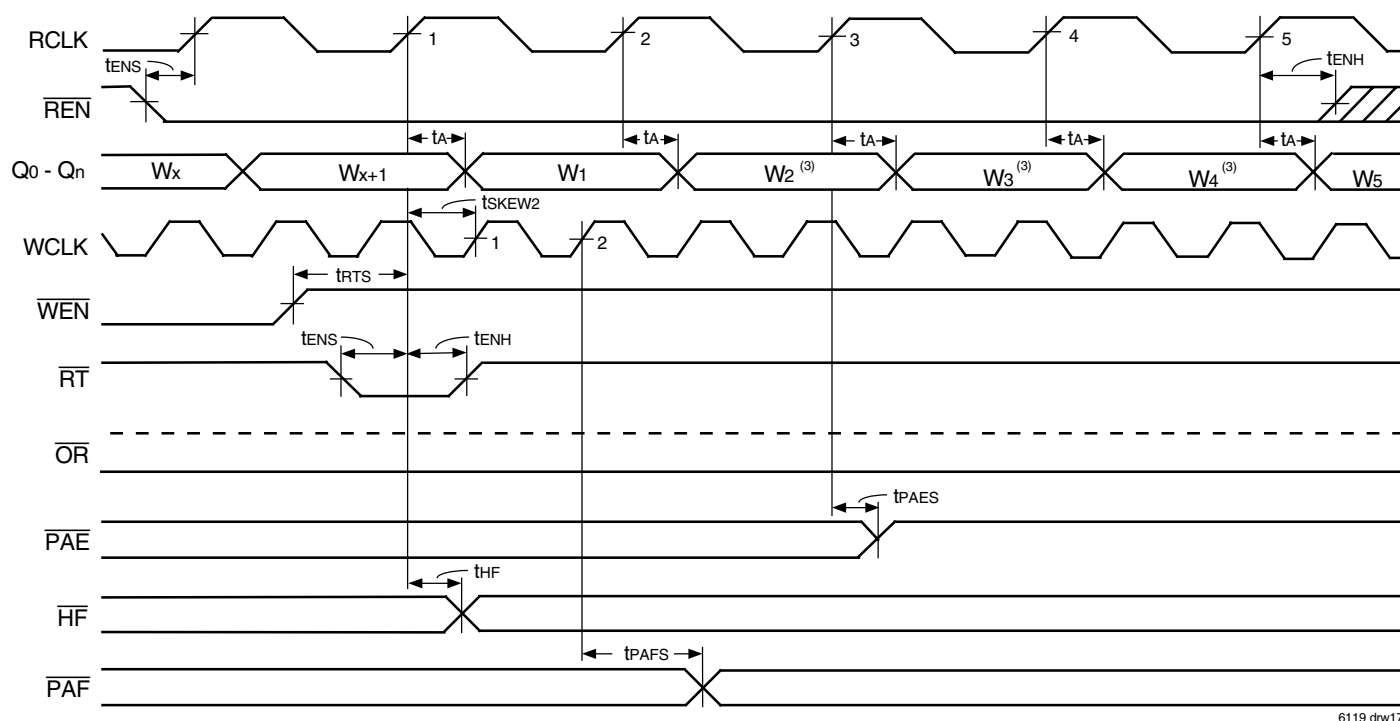 RCLK 1 2 3 4 5
tENS tENH
REN
tA tA tA tA tA
Q0 - Qn Wx Wx+1 W1 W2 (3) W3 (3) W4 (3) W5
tSKEW2
WCLK 1 2
tRTS
WEN
tENS tENH
RT
OR
tPAES
PAE
tHF
HF
tPAFS
PAF
6119 drw17